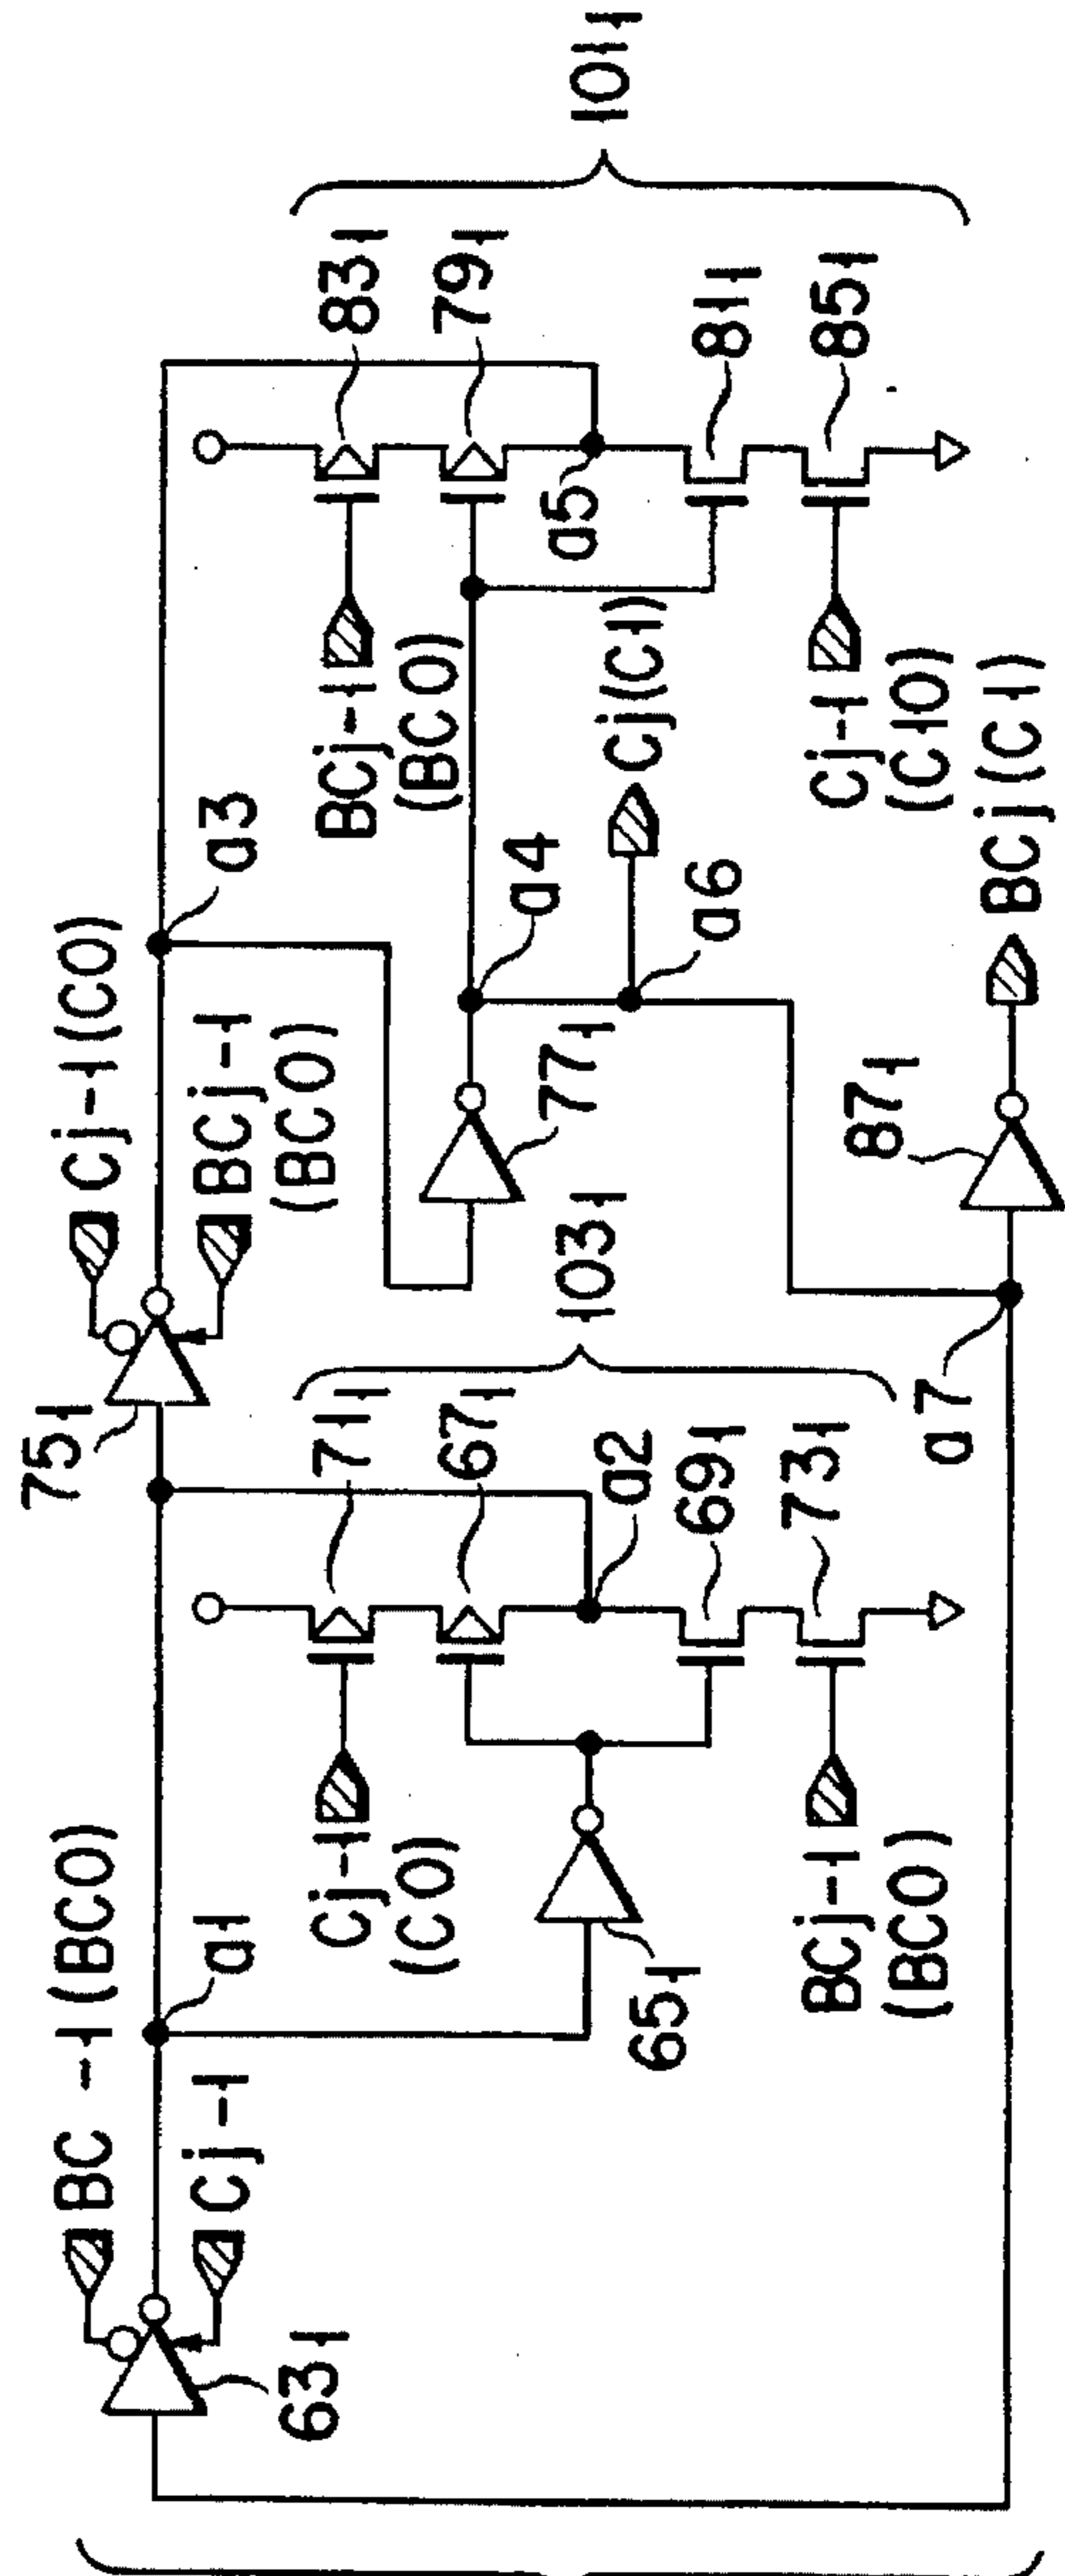 BC -1(BC0)
Cj-1
63₁
a1
65₁
Cj-1
(C0)
BCj-1
(BC0)
71₁
67₁
a2
69₁
73₁
103₁
75₁
Cj-1(C0)
BCj-1
(BC0)
a3
77₁
a4
a6
a7
87₁
Cj(C1)
BCj(C1)
BCj-1
(BC0)
a5
Cj-1
(C10)
83₁
79₁
81₁
85₁
101₁